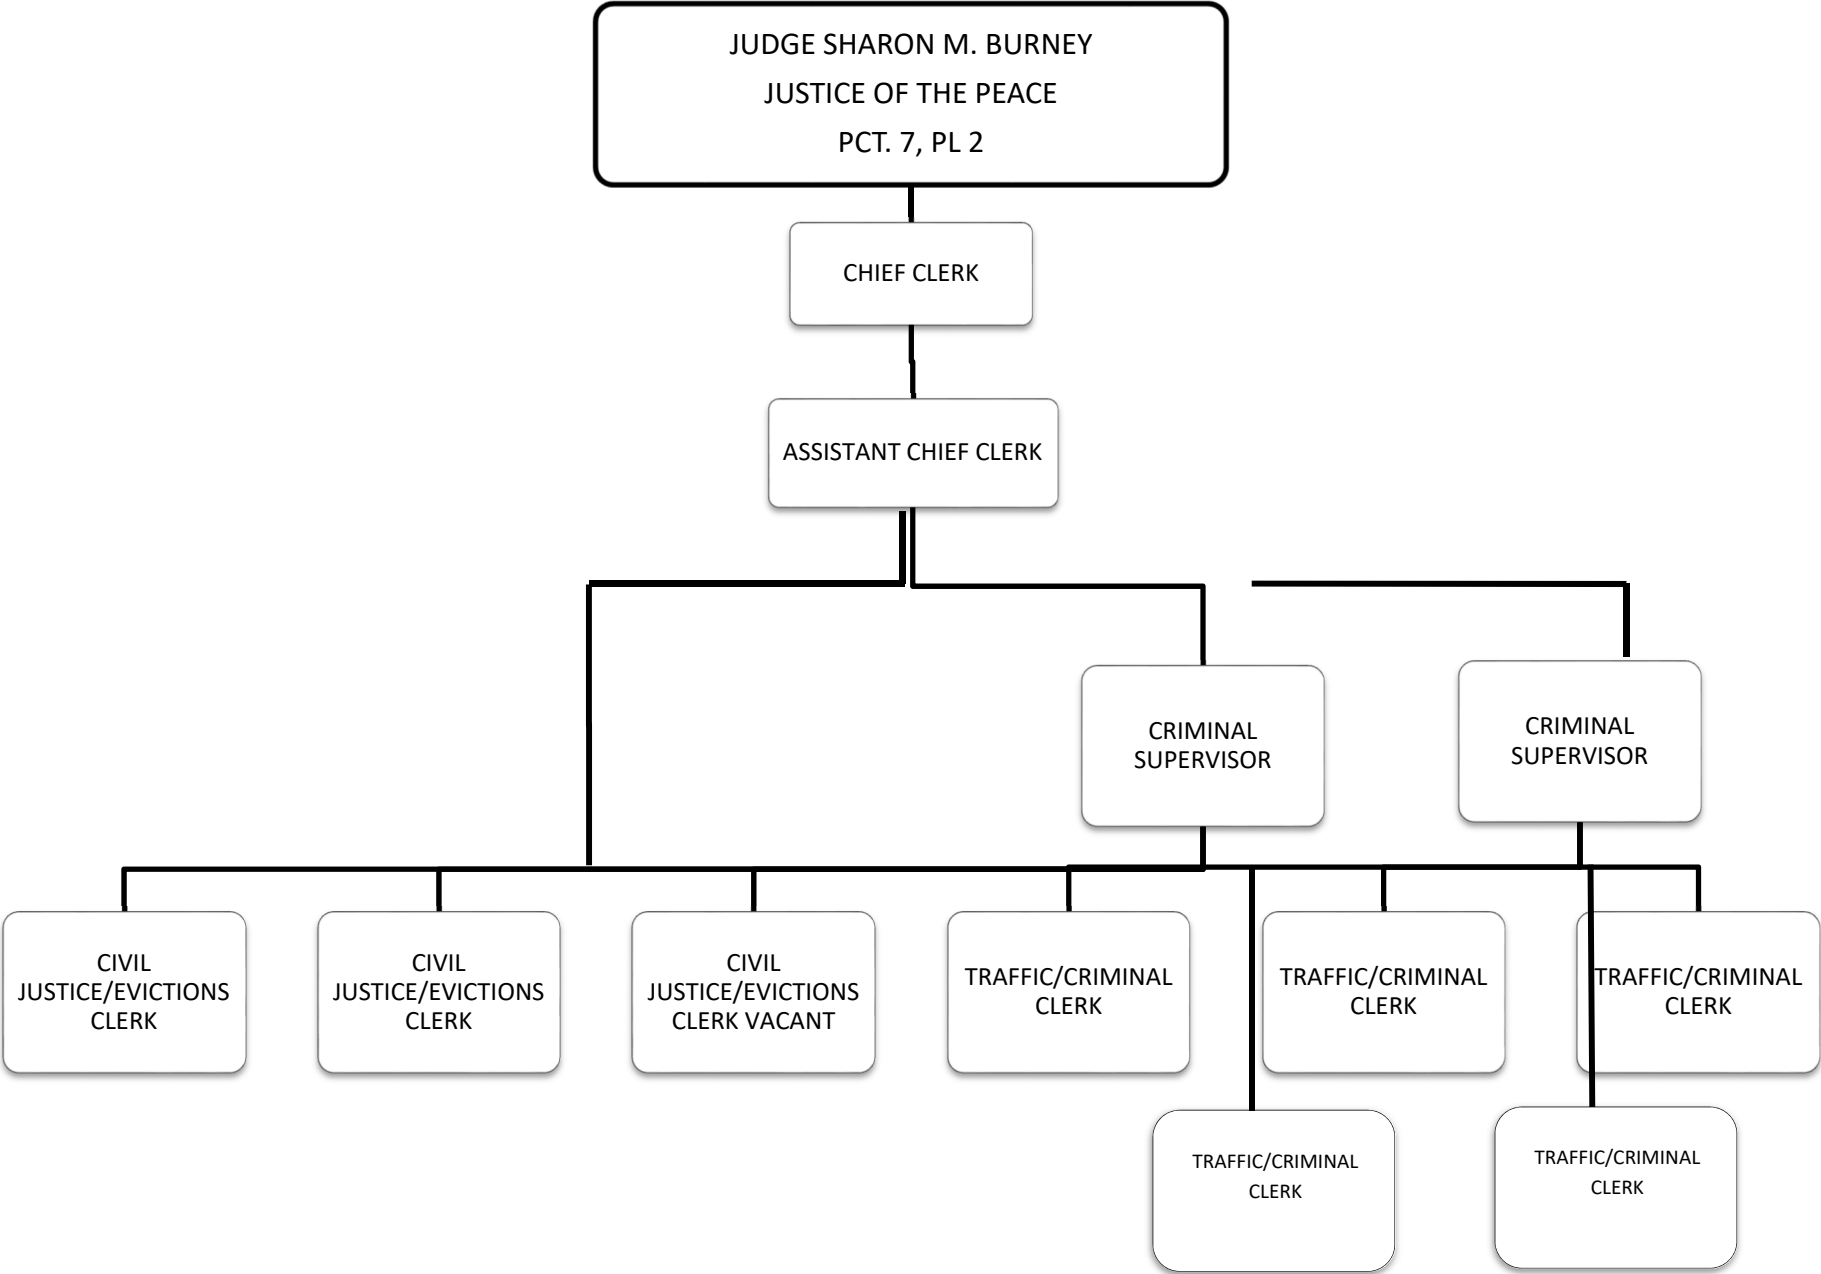 JUDGE SHARON M. BURNEY
JUSTICE OF THE PEACE
PCT. 7, PL 2
CHIEF CLERK
ASSISTANT CHIEF CLERK
CRIMINAL
SUPERVISOR
CRIMINAL
SUPERVISOR
CIVIL
JUSTICE/EVICTIONS
CLERK
CIVIL
JUSTICE/EVICTIONS
CLERK
CIVIL
JUSTICE/EVICTIONS
CLERK VACANT
TRAFFIC/CRIMINAL
CLERK
TRAFFIC/CRIMINAL
CLERK
TRAFFIC/CRIMINAL
CLERK
TRAFFIC/CRIMINAL
CLERK
TRAFFIC/CRIMINAL
CLERK